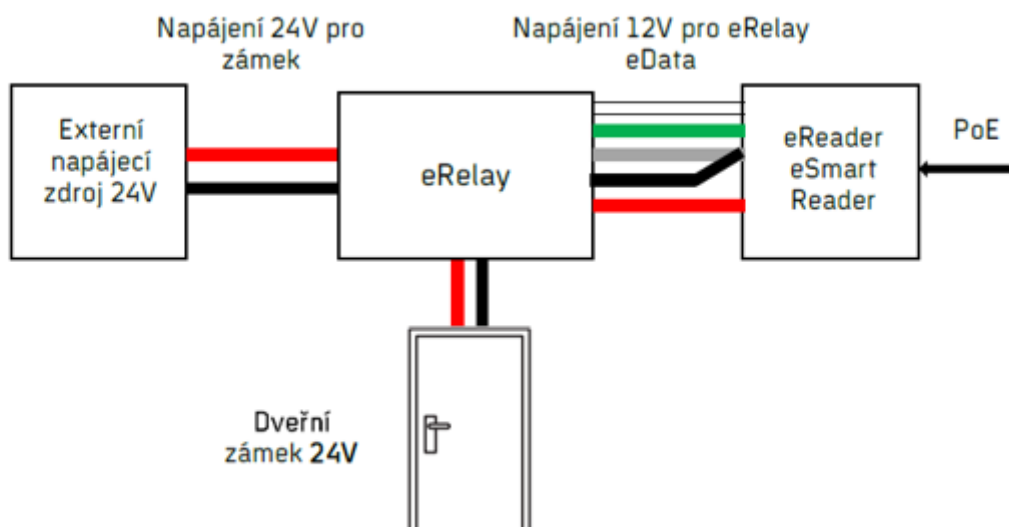 Napájení 24V pro
zámek
Napájení 12V pro eRelay
eData
Externí
napájecí
zdroj 24V
eRelay
eReader
eSmart
Reader
PoE
Dveřní
zámek 24V